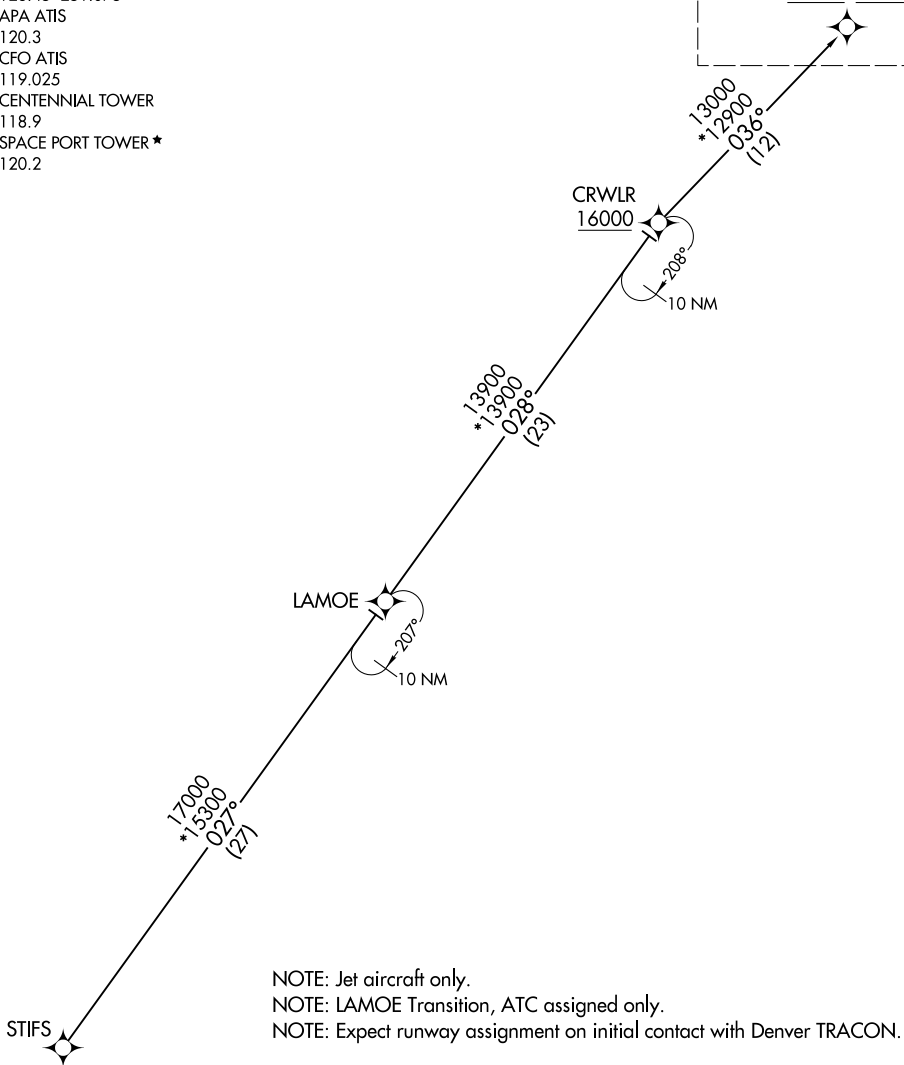 APA ATIS
120.3
CFO ATIS
119.025
CENTENNIAL TOWER
118.9
SPACE PORT TOWER★
120.2
13000
*12900
036°
(12)
CRWLR
16000
208°
10 NM
13900
*13900
028°
(23)
LAMOE
207°
10 NM
17000
*15300
027°
(27)
NOTE: Jet aircraft only.
NOTE: LAMOE Transition, ATC assigned only.
NOTE: Expect runway assignment on initial contact with Denver TRACON.
STIFS